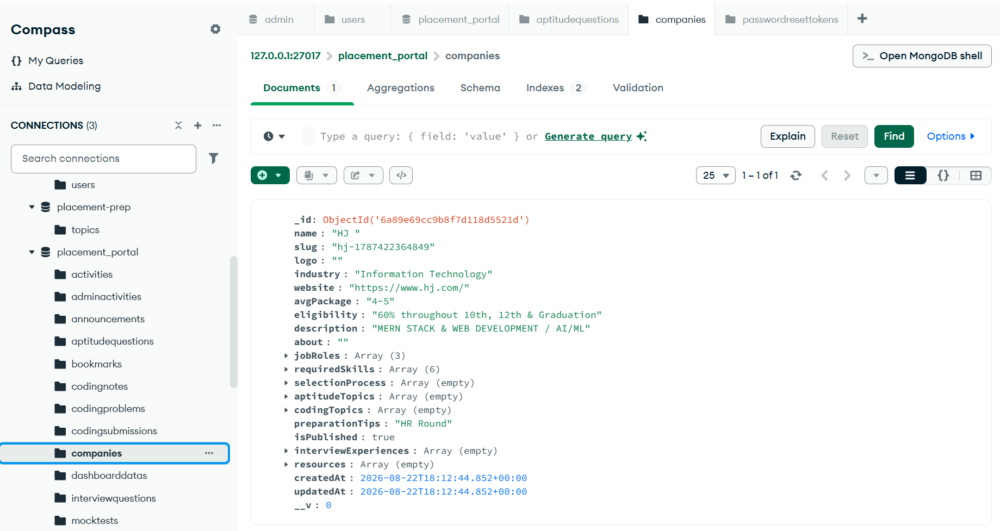 Compass
My Queries
Data Modeling
CONNECTIONS (3)
Search connections
users
placement-prep
topics
placement_portal
activities
adminactivities
announcements
aptitudequestions
bookmarks
codingnotes
codingproblems
codingsubmissions
companies
dashboarddatas
interviewquestions
mocktests
admin users placement_portal aptitudequestions companies passwordresettokens
127.0.0.1:27017 > placement_portal > companies
>_ Open MongoDB shell
Documents 1 Aggregations Schema Indexes 2 Validation
Type a query: { field: 'value' } or Generate query
Explain Reset Find Options
25 1 – 1 of 1
_id: ObjectId('6a89e69cc9b8f7d118d5521d')
name : "HJ "
slug : "hj-1787422364849"
logo : ""
industry : "Information Technology"
website : "https://www.hj.com/"
avgPackage : "4-5"
eligibility : "60% throughout 10th, 12th & Graduation"
description : "MERN STACK & WEB DEVELOPMENT / AI/ML"
about : ""
jobRoles : Array (3)
requiredSkills : Array (6)
selectionProcess : Array (empty)
aptitudeTopics : Array (empty)
codingTopics : Array (empty)
preparationTips : "HR Round"
isPublished : true
interviewExperiences : Array (empty)
resources : Array (empty)
createdAt : 2026-08-22T18:12:44.852+00:00
updatedAt : 2026-08-22T18:12:44.852+00:00
__v : 0